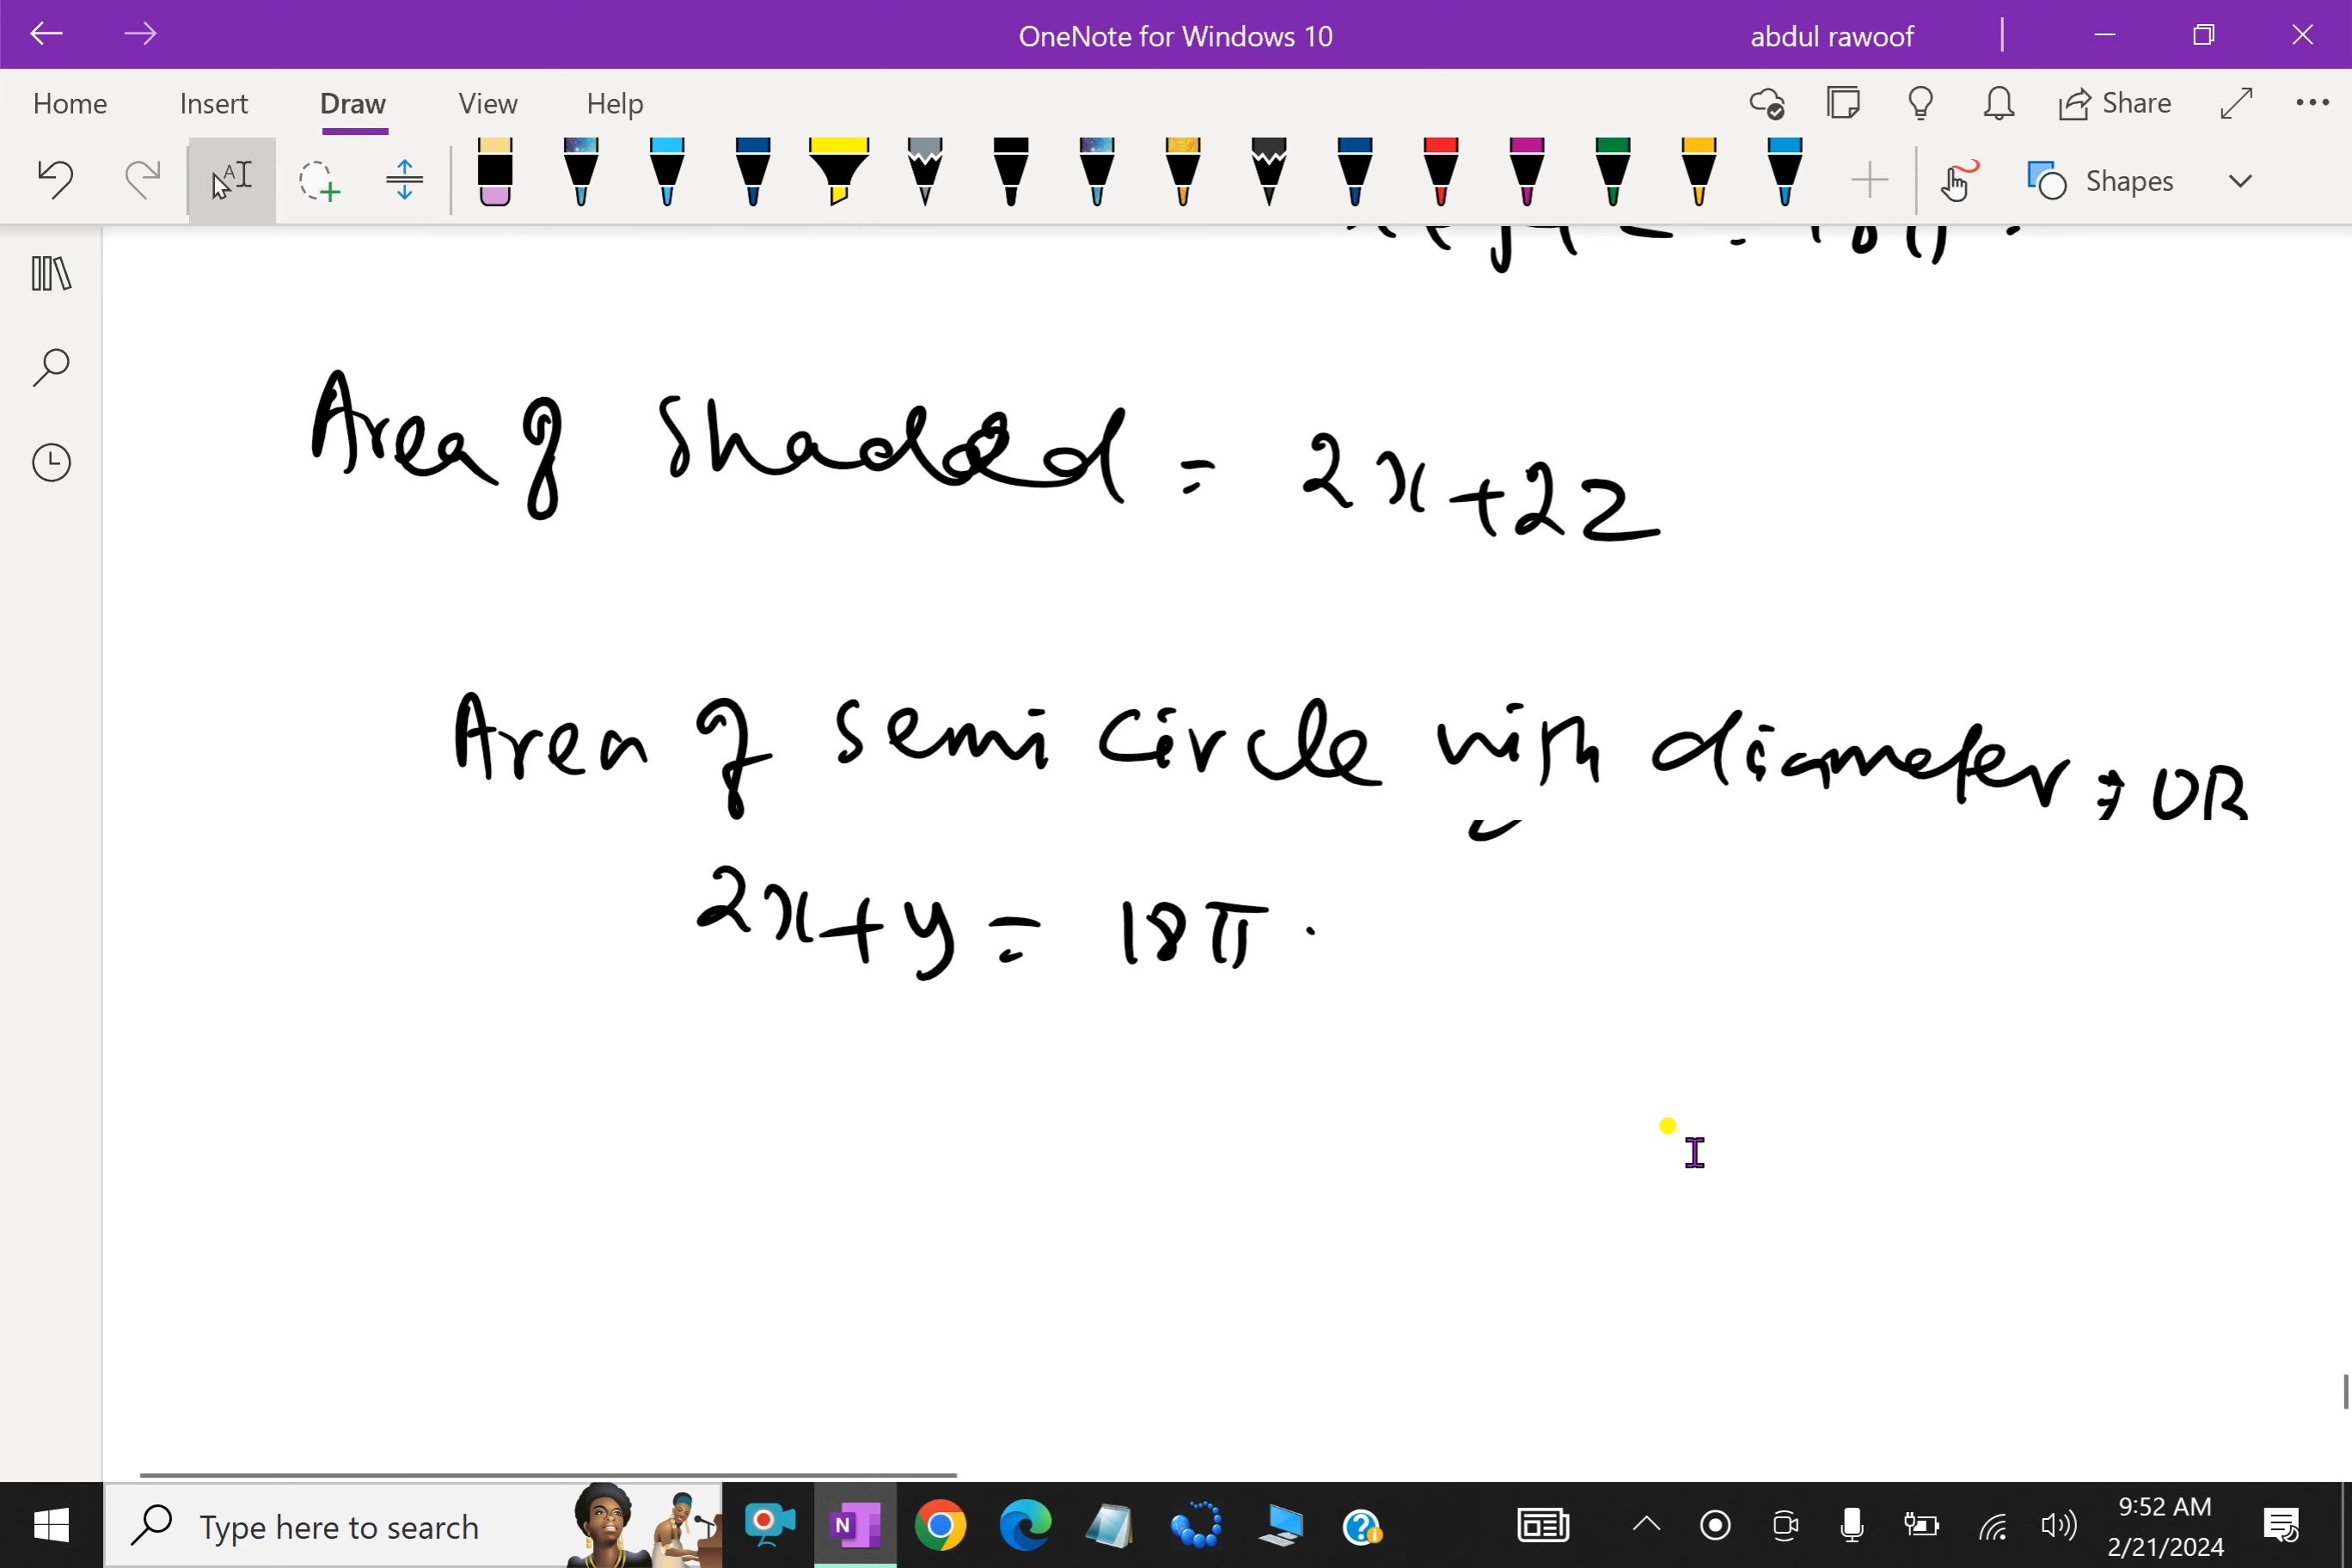 OneNote for Windows 10
abdul rawoof
Home Insert Draw View Help
Share
Shapes
Area of Shaded = 2x+2z
Area of semi circle with diameter, OR
2x+y = 18π.
Type here to search
9:52 AM
2/21/2024